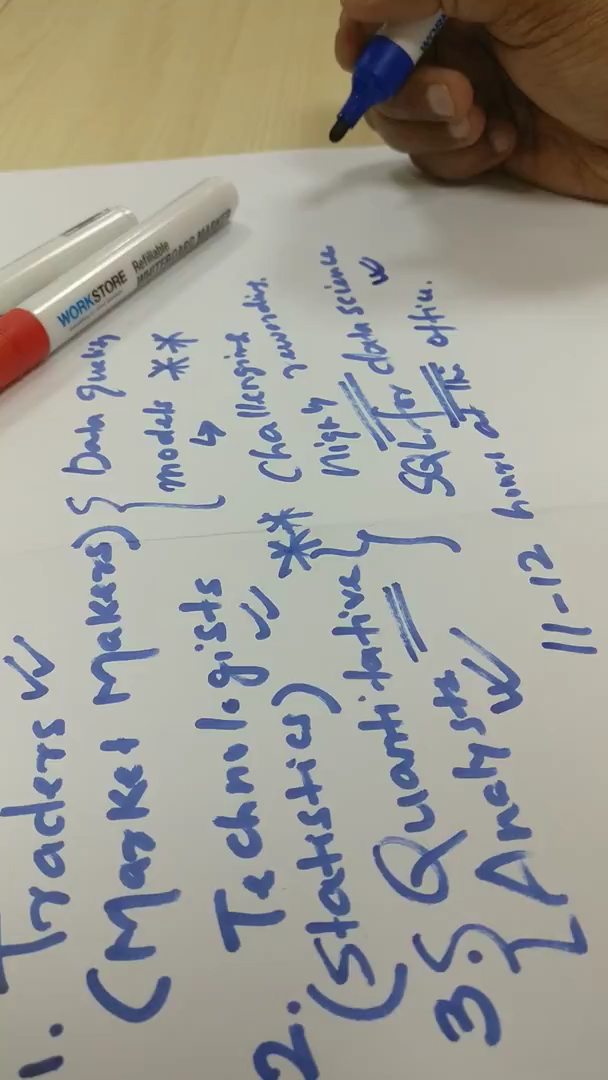 1. Traders
(Market Makers) { Data Quality
models **
2. Technologists
(Statistics)
** Challenging
rewarding.
3. { Quantitative
Analysts
{ Night
SQL for data science
11-12 hours at the office.
WORKSTORE
Refillable
WHITEBOARD MARKER